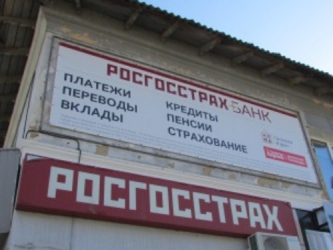 РОСГОССТРАХ БАНК
ПЛАТЕЖИ
ПЕРЕВОДЫ
ВКЛАДЫ
КРЕДИТЫ
ПЕНСИИ
СТРАХОВАНИЕ
РОСГОССТРАХ